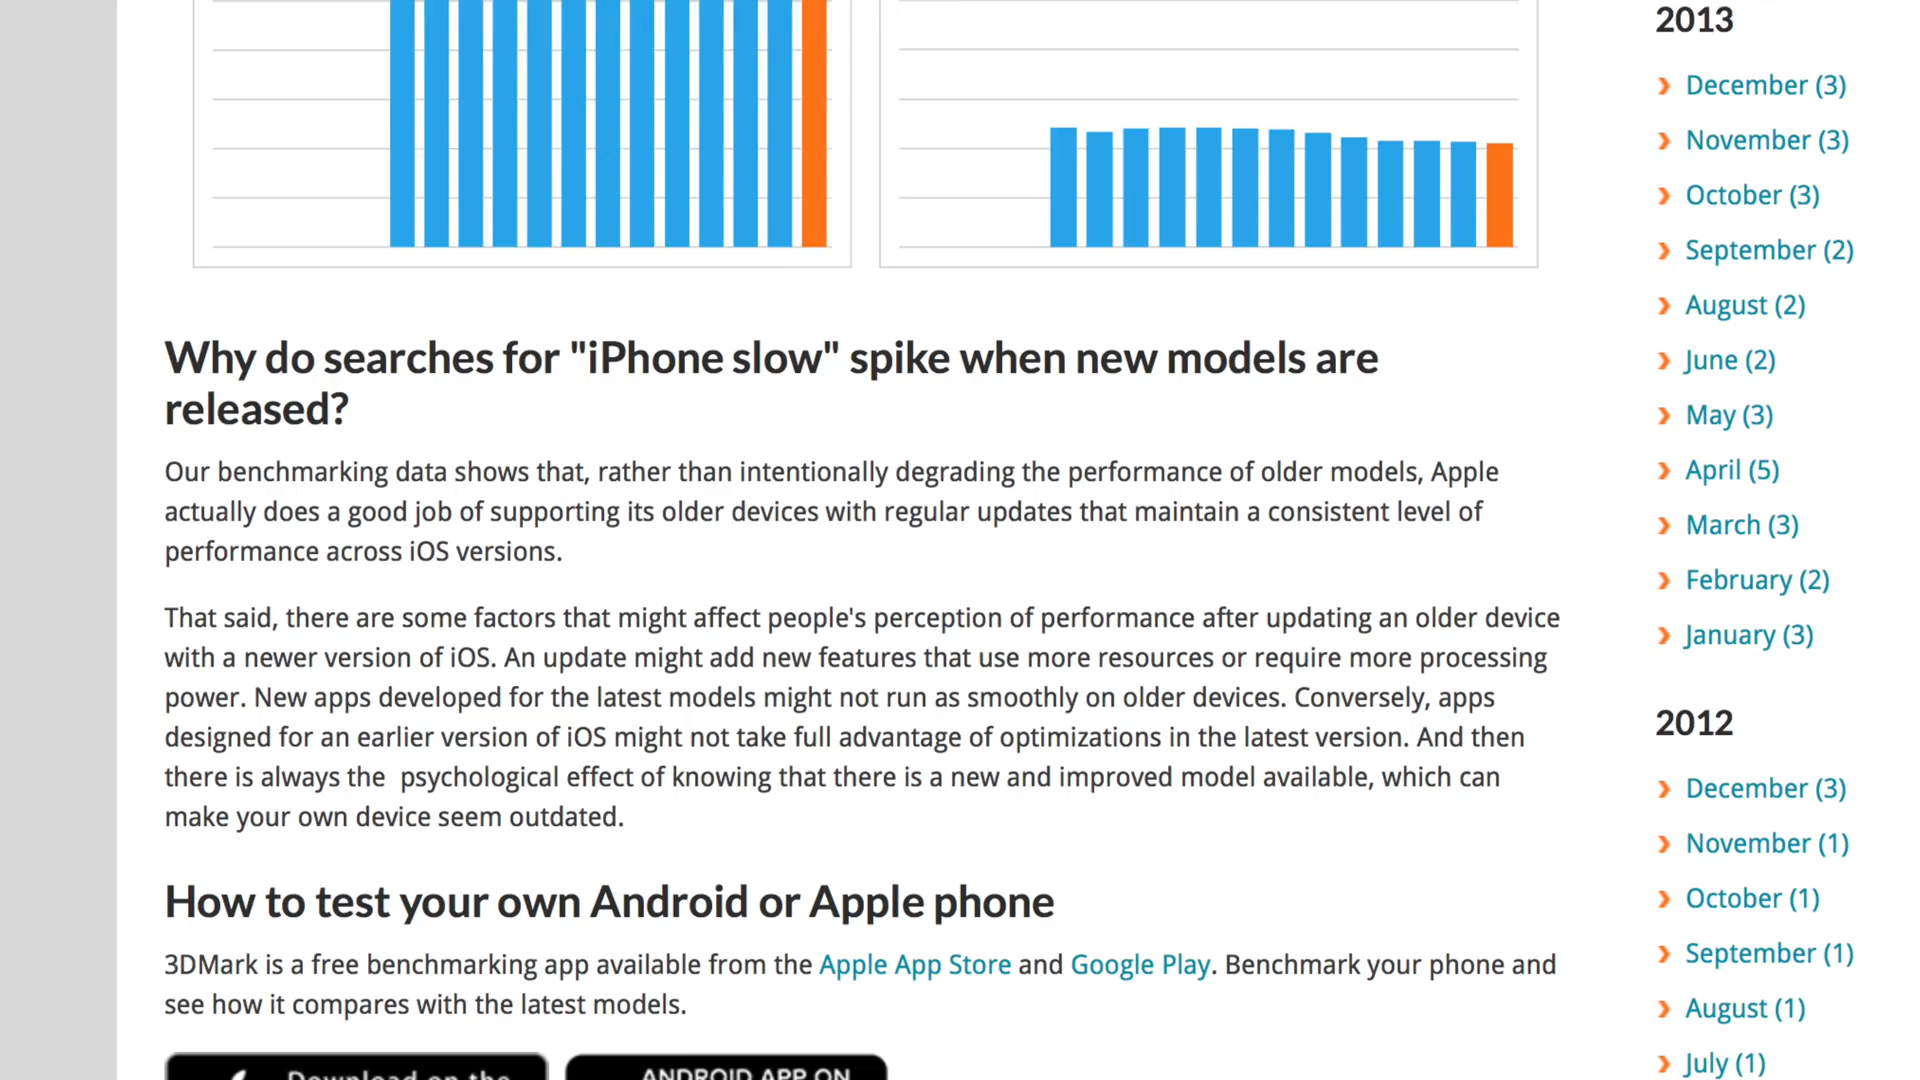 Why do searches for "iPhone slow" spike when new models are
released?
Our benchmarking data shows that, rather than intentionally degrading the performance of older models, Apple
actually does a good job of supporting its older devices with regular updates that maintain a consistent level of
performance across iOS versions.
That said, there are some factors that might affect people's perception of performance after updating an older device
with a newer version of iOS. An update might add new features that use more resources or require more processing
power. New apps developed for the latest models might not run as smoothly on older devices. Conversely, apps
designed for an earlier version of iOS might not take full advantage of optimizations in the latest version. And then
there is always the  psychological effect of knowing that there is a new and improved model available, which can
make your own device seem outdated.
How to test your own Android or Apple phone
3DMark is a free benchmarking app available from the Apple App Store and Google Play. Benchmark your phone and
see how it compares with the latest models.
Download on the
ANDROID APP ON
2013
December (3)
November (3)
October (3)
September (2)
August (2)
June (2)
May (3)
April (5)
March (3)
February (2)
January (3)
2012
December (3)
November (1)
October (1)
September (1)
August (1)
July (1)